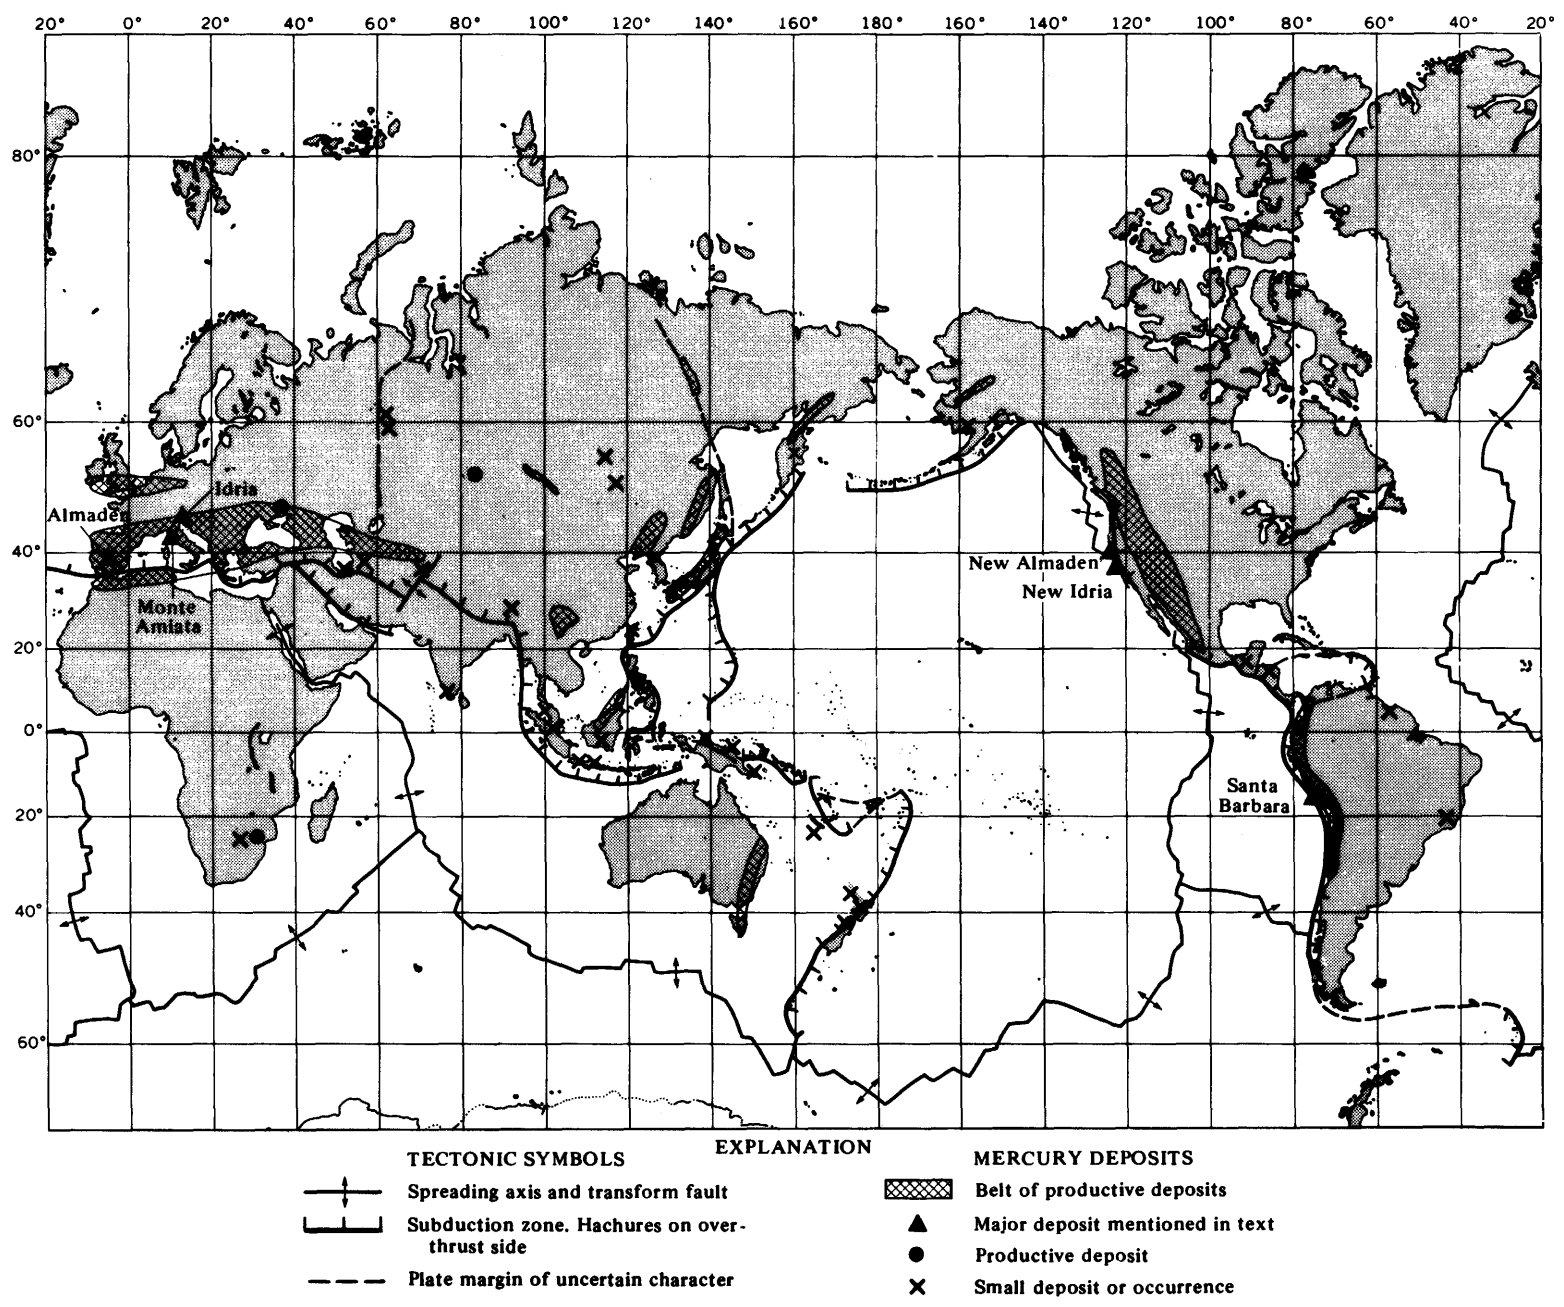 20° 0° 20° 40° 60° 80° 100° 120° 140° 160° 180° 160° 140° 120° 100° 80° 60° 40° 20°
80°
60°
Idria
Almaden
40°
New Almaden
New Idria
Monte
Amiata
20°
0°
Santa
Barbara
20°
40°
60°
EXPLANATION
TECTONIC SYMBOLS
Spreading axis and transform fault
Subduction zone. Hachures on over-
thrust side
Plate margin of uncertain character
MERCURY DEPOSITS
Belt of productive deposits
Major deposit mentioned in text
Productive deposit
Small deposit or occurrence